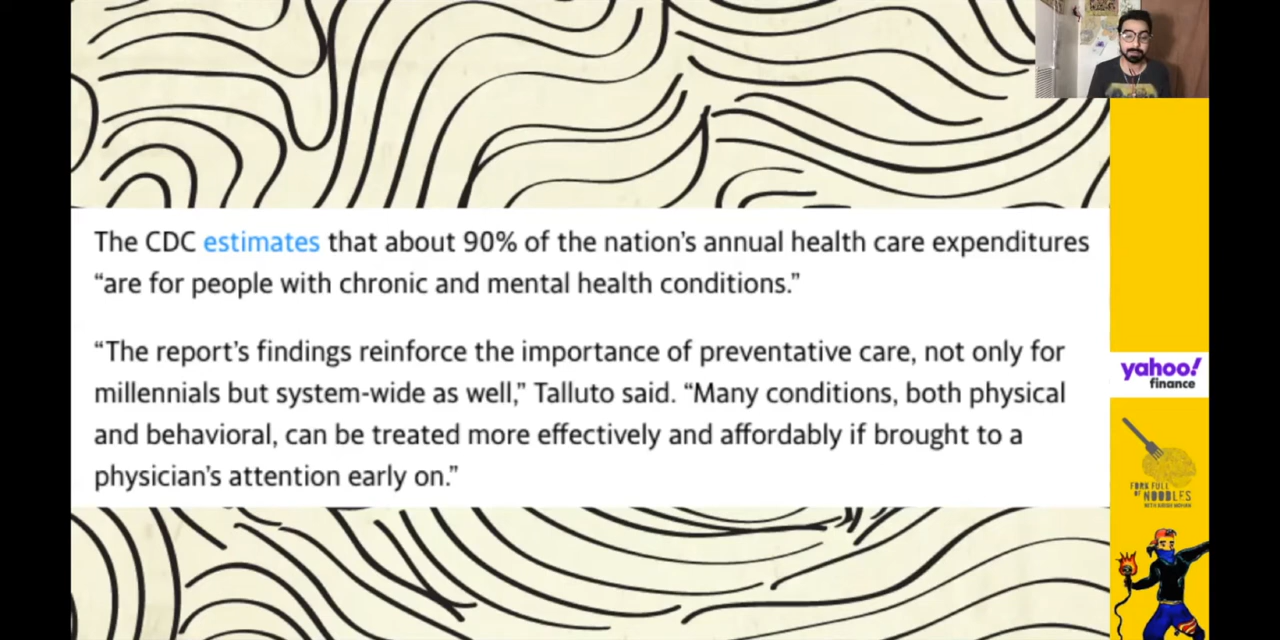 The CDC estimates that about 90% of the nation’s annual health care expenditures
“are for people with chronic and mental health conditions.”
“The report’s findings reinforce the importance of preventative care, not only for
millennials but system-wide as well,” Talluto said. “Many conditions, both physical
and behavioral, can be treated more effectively and affordably if brought to a
physician’s attention early on.”
yahoo!
finance
FORK FULL
OF NOODLES
WITH KRISH MOHAN